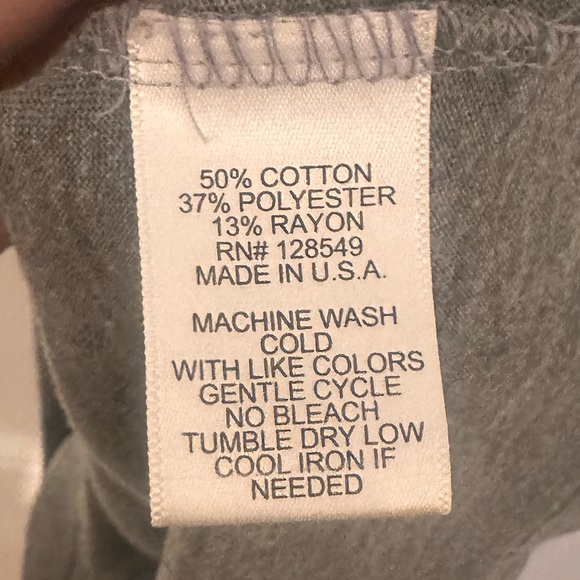 50% COTTON
37% POLYESTER
13% RAYON
RN# 128549
MADE IN U.S.A.
MACHINE WASH
COLD
WITH LIKE COLORS
GENTLE CYCLE
NO BLEACH
TUMBLE DRY LOW
COOL IRON IF
NEEDED